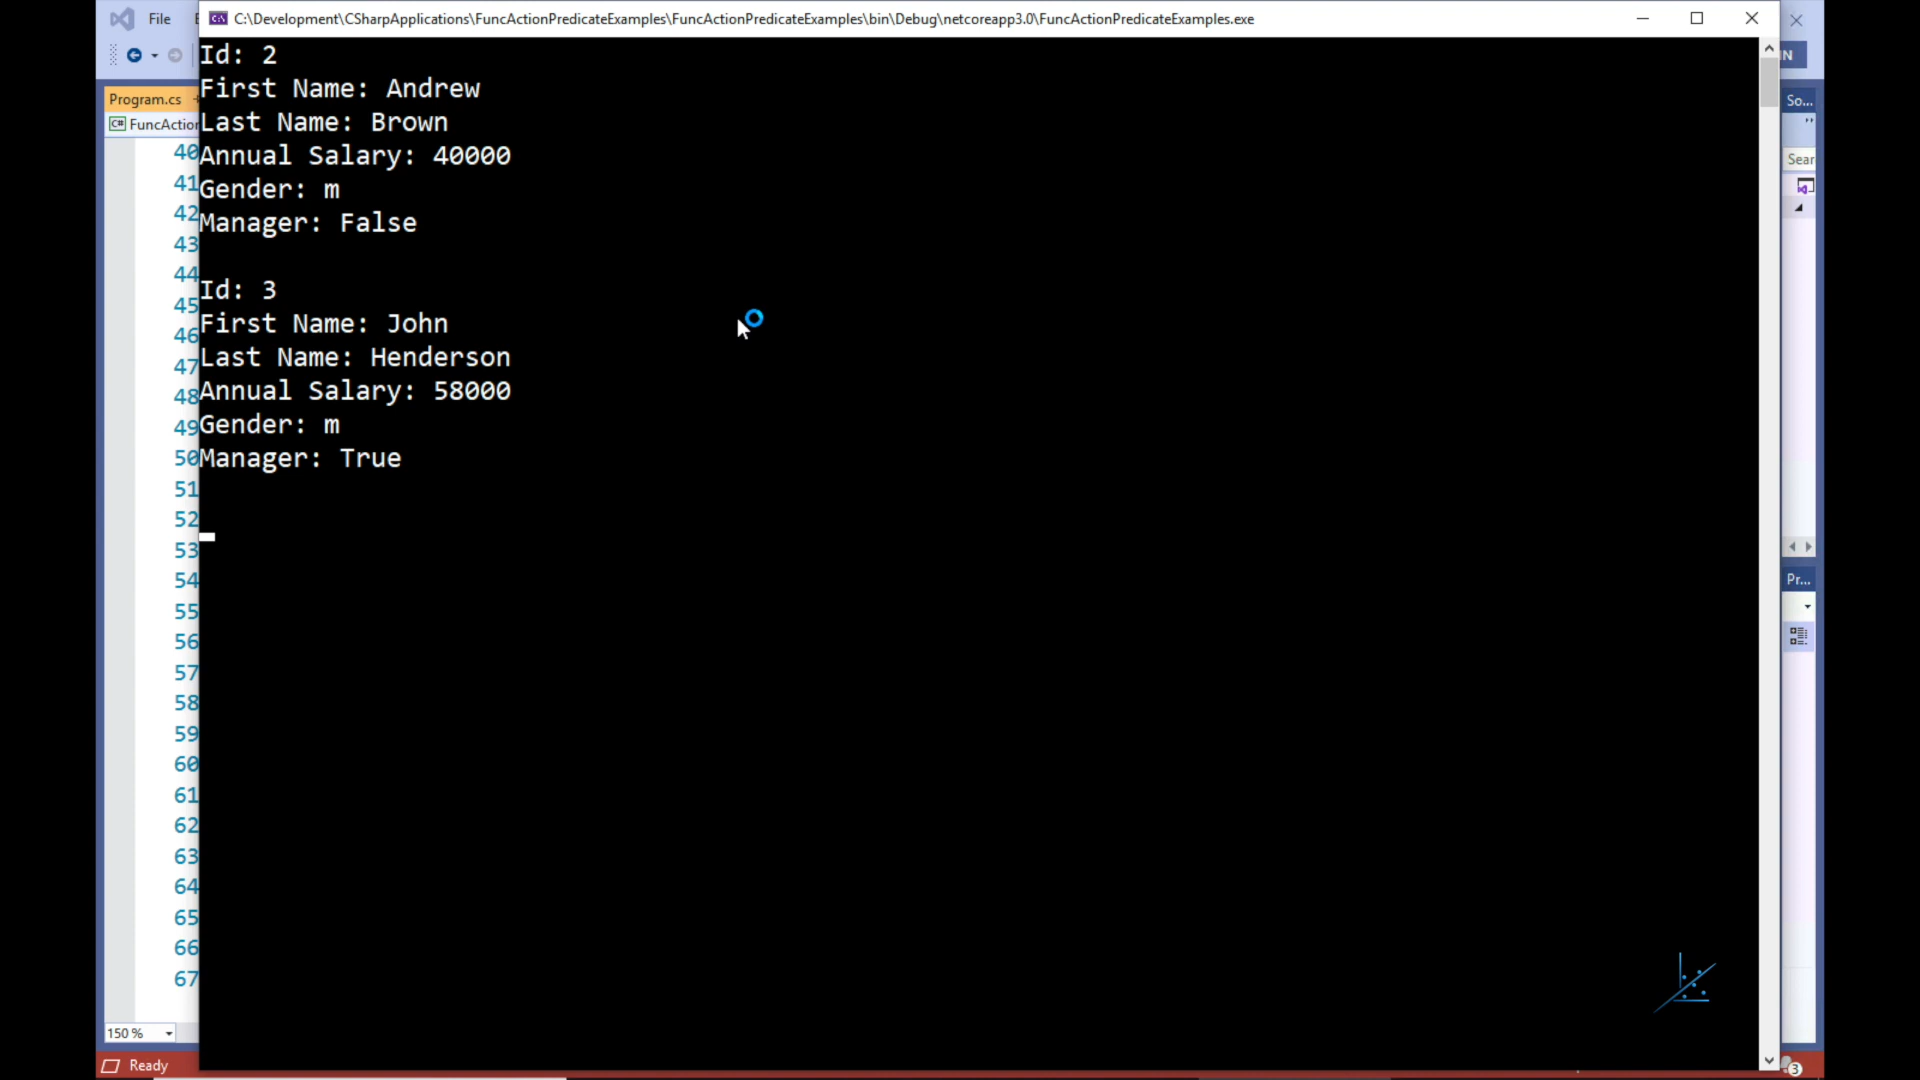 File
C:\Development\CSharpApplications\FuncActionPredicateExamples\FuncActionPredicateExamples\bin\Debug\netcoreapp3.0\FuncActionPredicateExamples.exe
IN
Program.cs
So...
FuncAction
Sear
Id: 2
First Name: Andrew
Last Name: Brown
Annual Salary: 40000
Gender: m
Manager: False
Id: 3
First Name: John
Last Name: Henderson
Annual Salary: 58000
Gender: m
Manager: True
40
41
42
43
44
45
46
47
48
49
50
51
52
53
54
55
56
57
58
59
60
61
62
63
64
65
66
67
Pr...
150 %
Ready
3